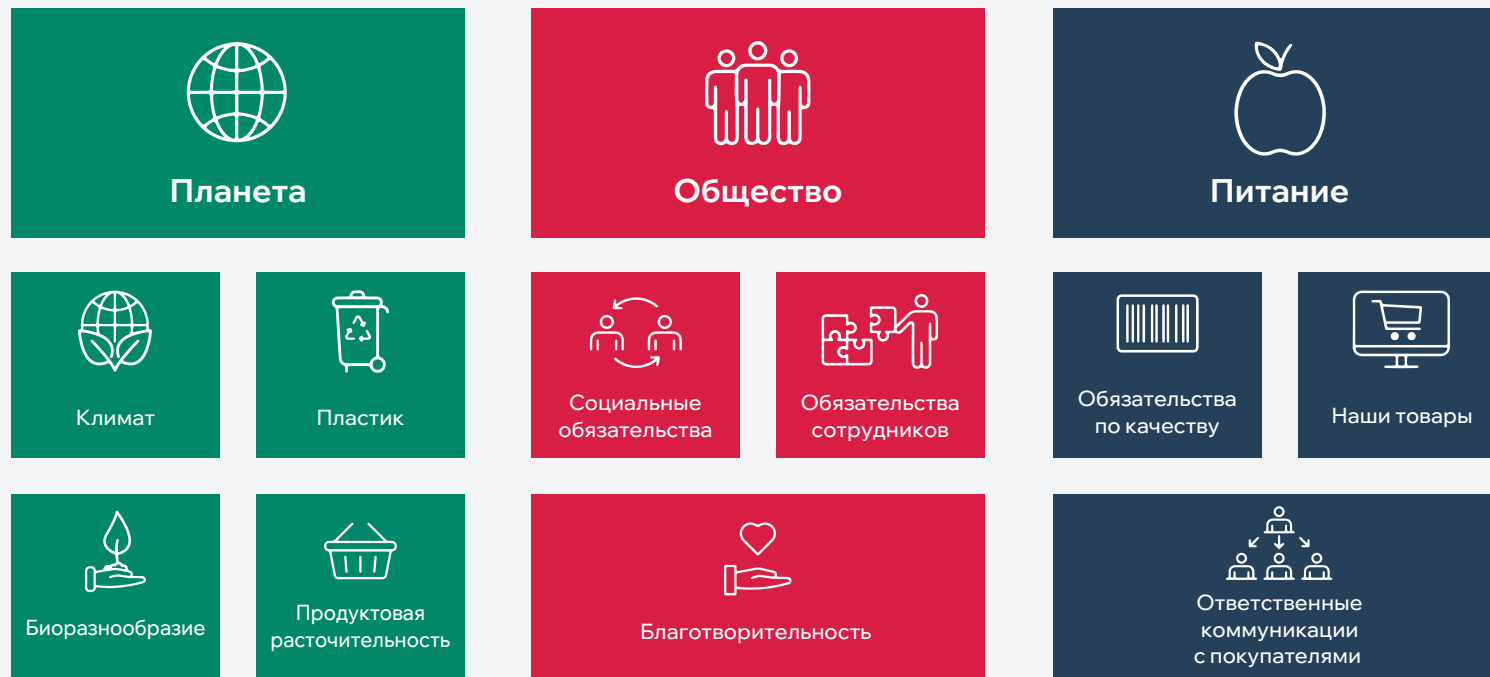 Планета
Общество
Питание
Климат
Пластик
Социальные
обязательства
Обязательства
сотрудников
Обязательства
по качеству
Наши товары
Биоразнообразие
Продуктовая
расточительность
Благотворительность
Ответственные
коммуникации
с покупателями